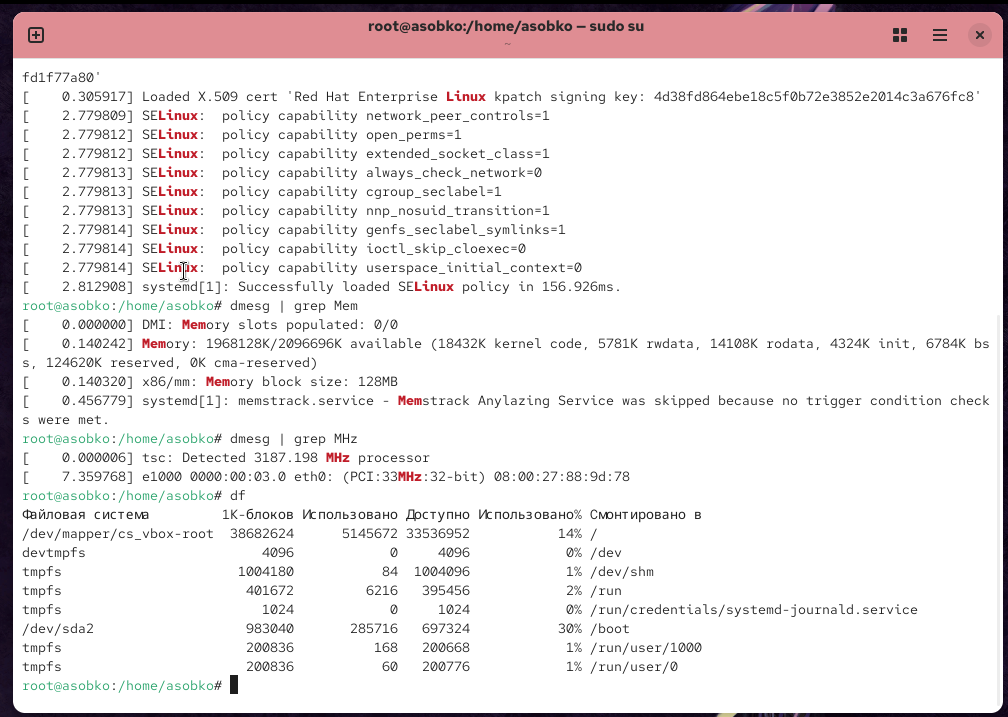 root@asobko:/home/asobko — sudo su
~
fd1f77a80'
[    0.305917] Loaded X.509 cert 'Red Hat Enterprise Linux kpatch signing key: 4d38fd864ebe18c5f0b72e3852e2014c3a676fc8'
[    2.779809] SELinux:  policy capability network_peer_controls=1
[    2.779812] SELinux:  policy capability open_perms=1
[    2.779812] SELinux:  policy capability extended_socket_class=1
[    2.779813] SELinux:  policy capability always_check_network=0
[    2.779813] SELinux:  policy capability cgroup_seclabel=1
[    2.779813] SELinux:  policy capability nnp_nosuid_transition=1
[    2.779814] SELinux:  policy capability genfs_seclabel_symlinks=1
[    2.779814] SELinux:  policy capability ioctl_skip_cloexec=0
[    2.779814] SELinux:  policy capability userspace_initial_context=0
[    2.812908] systemd[1]: Successfully loaded SELinux policy in 156.926ms.
root@asobko:/home/asobko# dmesg | grep Mem
[    0.000000] DMI: Memory slots populated: 0/0
[    0.140242] Memory: 1968128K/2096696K available (18432K kernel code, 5781K rwdata, 14108K rodata, 4324K init, 6784K bs
s, 124620K reserved, 0K cma-reserved)
[    0.140320] x86/mm: Memory block size: 128MB
[    0.456779] systemd[1]: memstrack.service - Memstrack Anylazing Service was skipped because no trigger condition check
s were met.
root@asobko:/home/asobko# dmesg | grep MHz
[    0.000006] tsc: Detected 3187.198 MHz processor
[    7.359768] e1000 0000:00:03.0 eth0: (PCI:33MHz:32-bit) 08:00:27:88:9d:78
root@asobko:/home/asobko# df
Файловая система         1K-блоков Использовано Доступно Использовано% Cмонтировано в
/dev/mapper/cs_vbox-root  38682624      5145672 33536952           14% /
devtmpfs                      4096            0     4096            0% /dev
tmpfs                      1004180           84  1004096            1% /dev/shm
tmpfs                       401672         6216   395456            2% /run
tmpfs                         1024            0     1024            0% /run/credentials/systemd-journald.service
/dev/sda2                   983040       285716   697324           30% /boot
tmpfs                       200836          168   200668            1% /run/user/1000
tmpfs                       200836           60   200776            1% /run/user/0
root@asobko:/home/asobko#